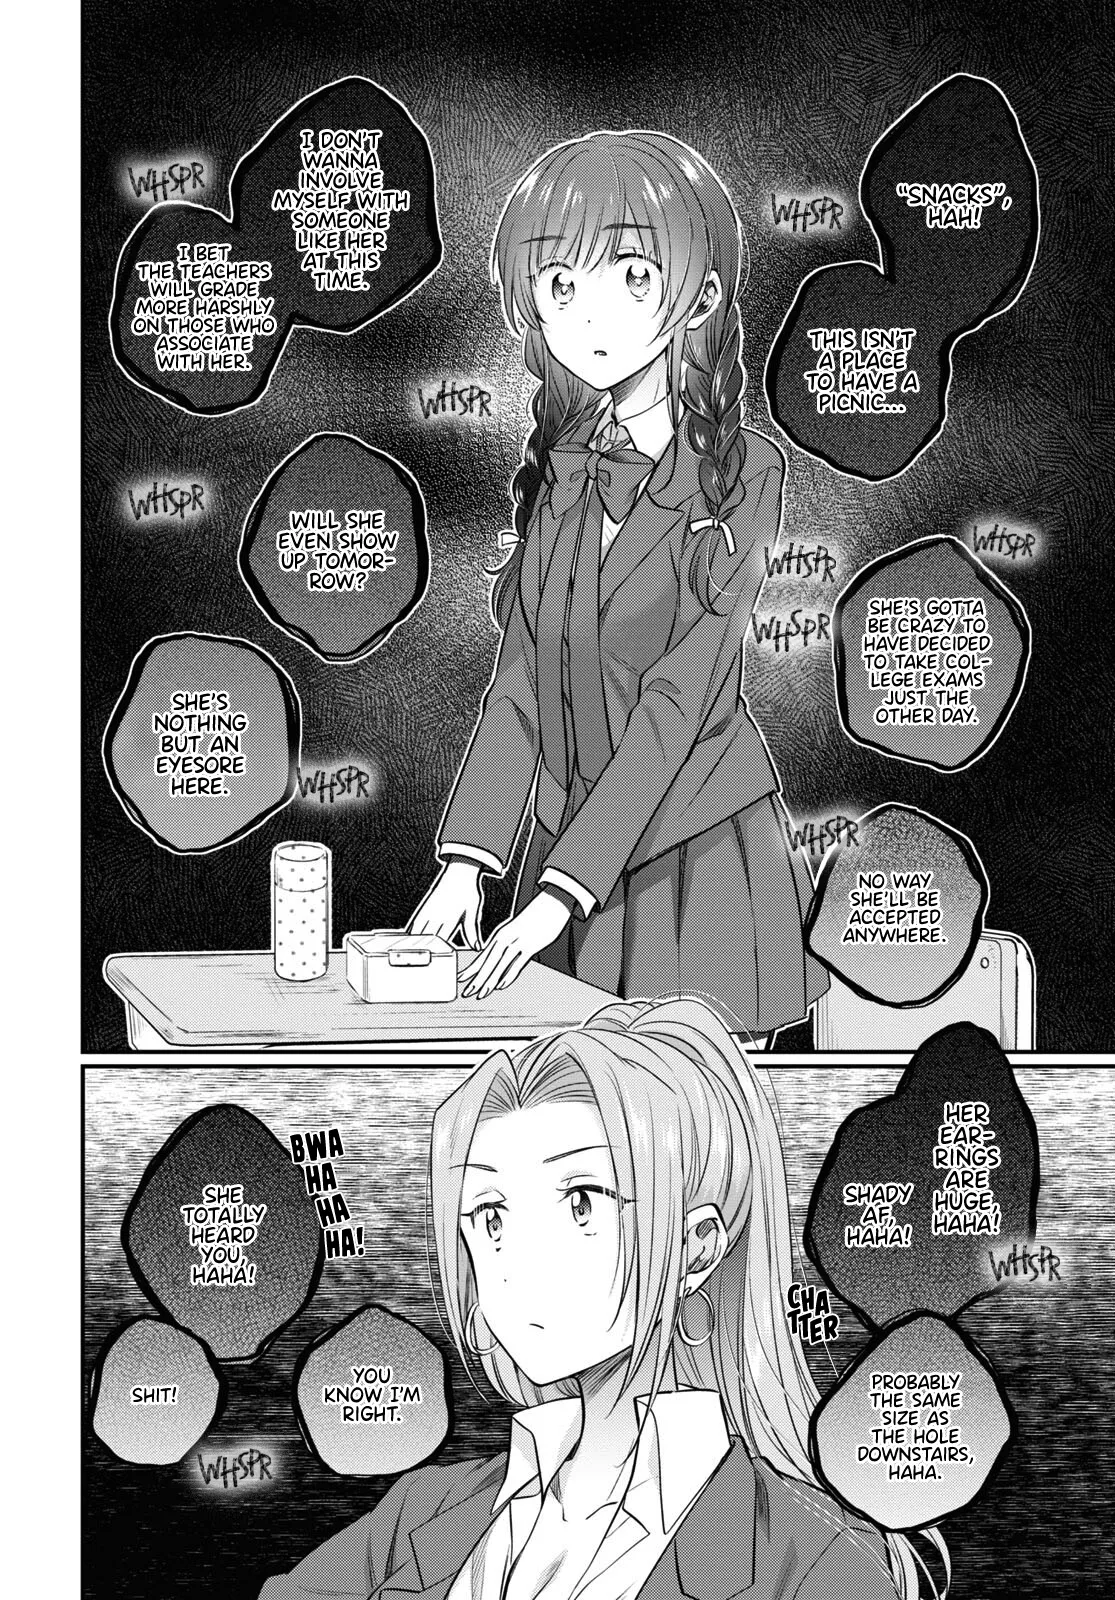 "SNACKS",
HAH!
THIS ISN'T
A PLACE
TO HAVE A
PICNIC...
WHSPR
WHSPR
SHE'S GOTTA
BE CRAZY TO
HAVE DECIDED
TO TAKE COL-
LEGE EXAMS
JUST THE
OTHER DAY.
WHSPR
WHSPR
NO WAY
SHE'LL BE
ACCEPTED
ANYWHERE.
WHSPR
I DON'T
WANNA
INVOLVE
MYSELF WITH
SOMEONE
LIKE HER
AT THIS
TIME.
WHSPR
I BET
THE TEACHERS
WILL GRADE
MORE HARSHLY
ON THOSE WHO
ASSOCIATE
WITH HER.
WHSPR
WHSPR
WILL SHE
EVEN SHOW
UP TOMOR-
ROW?
SHE'S
NOTHING
BUT AN
EYESORE
HERE.
WHSPR
HER
EAR-
RINGS
ARE
HUGE,
HAHA!
SHADY
AF,
HAHA!
WHSPR
CHA
TTER
PROBABLY
THE SAME
SIZE AS
THE HOLE
DOWNSTAIRS,
HAHA.
BWA
HA
HA
HA!
SHE
TOTALLY
HEARD
YOU,
HAHA!
YOU
KNOW I'M
RIGHT.
SHIT!
WHSPR